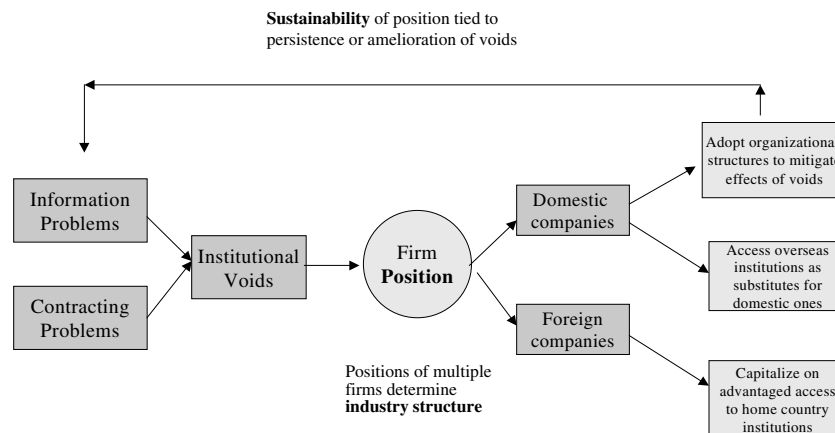 Sustainability of position tied to
persistence or amelioration of voids
Information
Problems
Contracting
Problems
Institutional
Voids
Firm
Position
Positions of multiple
firms determine
industry structure
Domestic
companies
Foreign
companies
Adopt organizational
structures to mitigate
effects of voids
Access overseas
institutions as
substitutes for
domestic ones
Capitalize on
advantaged access
to home country
institutions